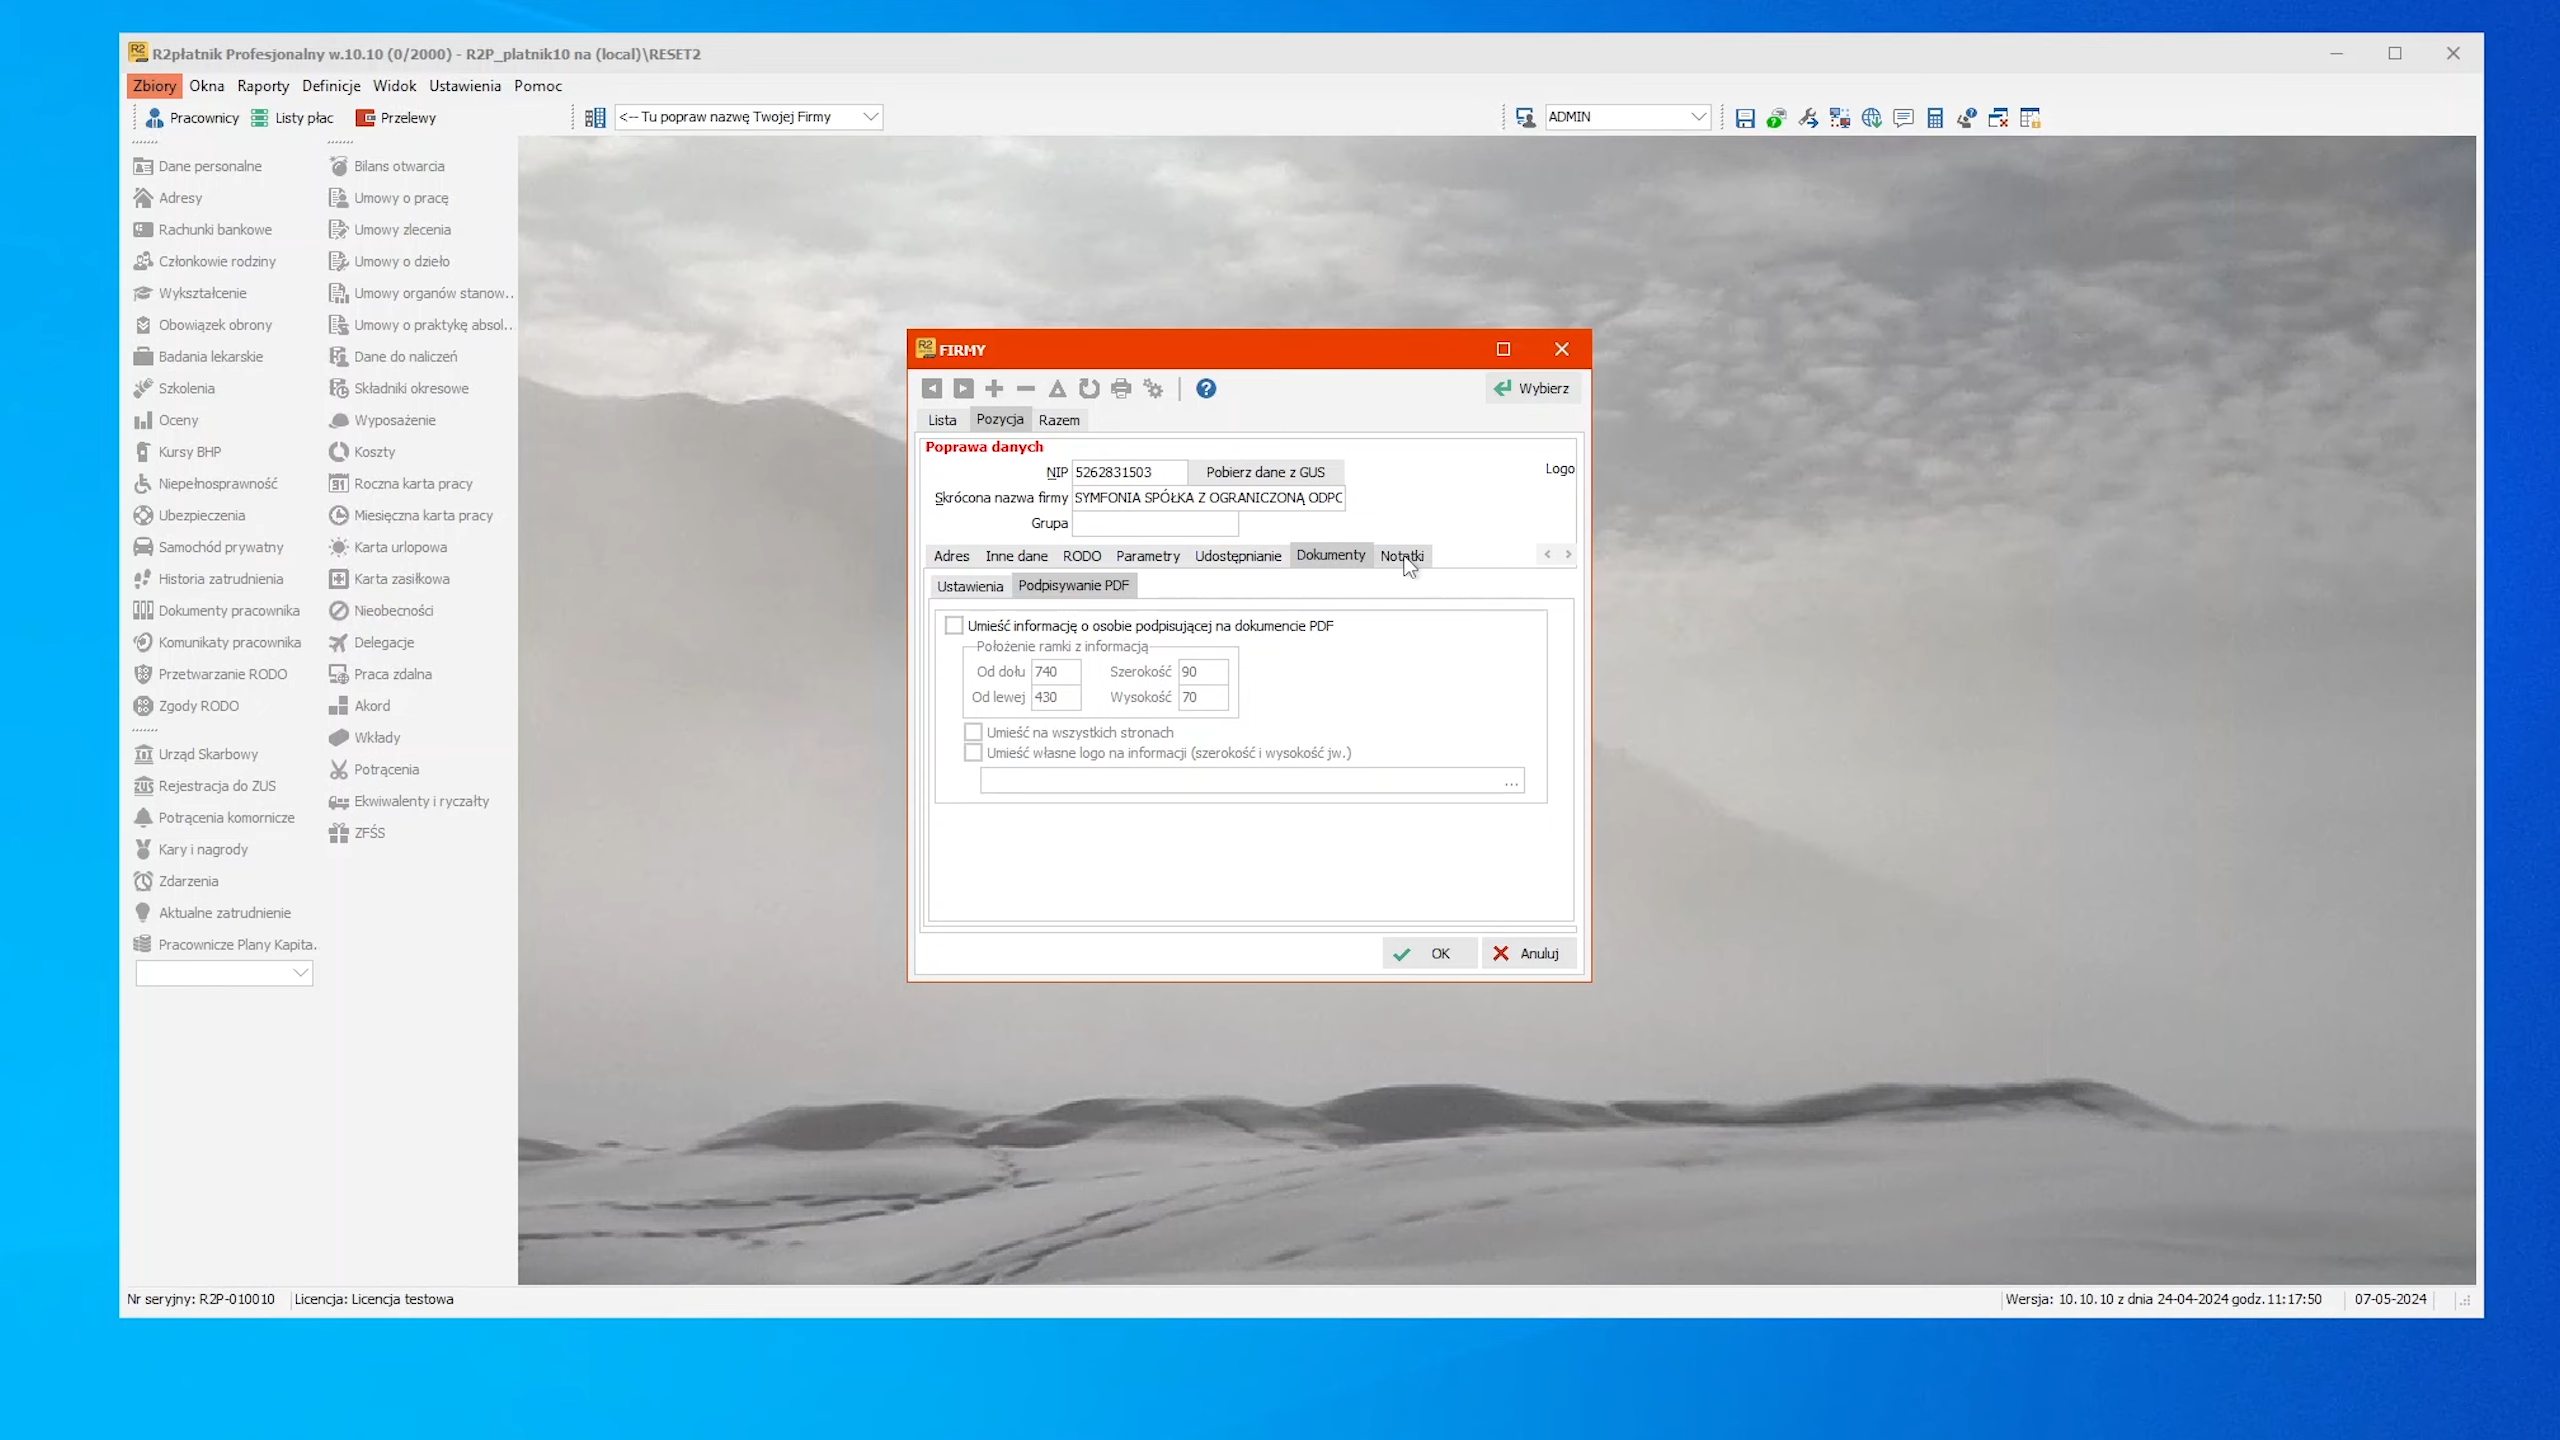 R2płatnik Profesjonalny w.10.10 (0/2000) - R2P_platnik10 na (local)\RESET2
Zbiory Okna Raporty Definicje Widok Ustawienia Pomoc
Pracownicy Listy płac Przelewy <-- Tu popraw nazwę Twojej Firmy ADMIN
Dane personalne
Adresy
Rachunki bankowe
Członkowie rodziny
Wykształcenie
Obowiązek obrony
Badania lekarskie
Szkolenia
Oceny
Kursy BHP
Niepełnosprawność
Ubezpieczenia
Samochód prywatny
Historia zatrudnienia
Dokumenty pracownika
Komunikaty pracownika
Przetwarzanie RODO
Zgody RODO
Urząd Skarbowy
Rejestracja do ZUS
Potrącenia komornicze
Kary i nagrody
Zdarzenia
Aktualne zatrudnienie
Pracownicze Plany Kapita.
Bilans otwarcia
Umowy o pracę
Umowy zlecenia
Umowy o dzieło
Umowy organów stanow...
Umowy o praktykę absol...
Dane do naliczeń
Składniki okresowe
Wyposażenie
Koszty
Roczna karta pracy
Miesięczna karta pracy
Karta urlopowa
Karta zasiłkowa
Nieobecności
Delegacje
Praca zdalna
Akord
Wkłady
Potrącenia
Ekwiwalenty i ryczałty
ZFŚS
R2 FIRMY
Wybierz
Lista Pozycja Razem
Poprawa danych
NIP 5262831503 Pobierz dane z GUS Logo
Skrócona nazwa firmy SYMFONIA SPÓŁKA Z OGRANICZONĄ ODPC
Grupa
Adres Inne dane RODO Parametry Udostępnianie Dokumenty Notatki
Ustawienia Podpisywanie PDF
Umieść informację o osobie podpisującej na dokumencie PDF
Położenie ramki z informacją
Od dołu 740 Szerokość 90
Od lewej 430 Wysokość 70
Umieść na wszystkich stronach
Umieść własne logo na informacji (szerokość i wysokość jw.)
...
OK Anuluj
Nr seryjny: R2P-010010 Licencja: Licencja testowa Wersja: 10.10.10 z dnia 24-04-2024 godz.11:17:50 07-05-2024